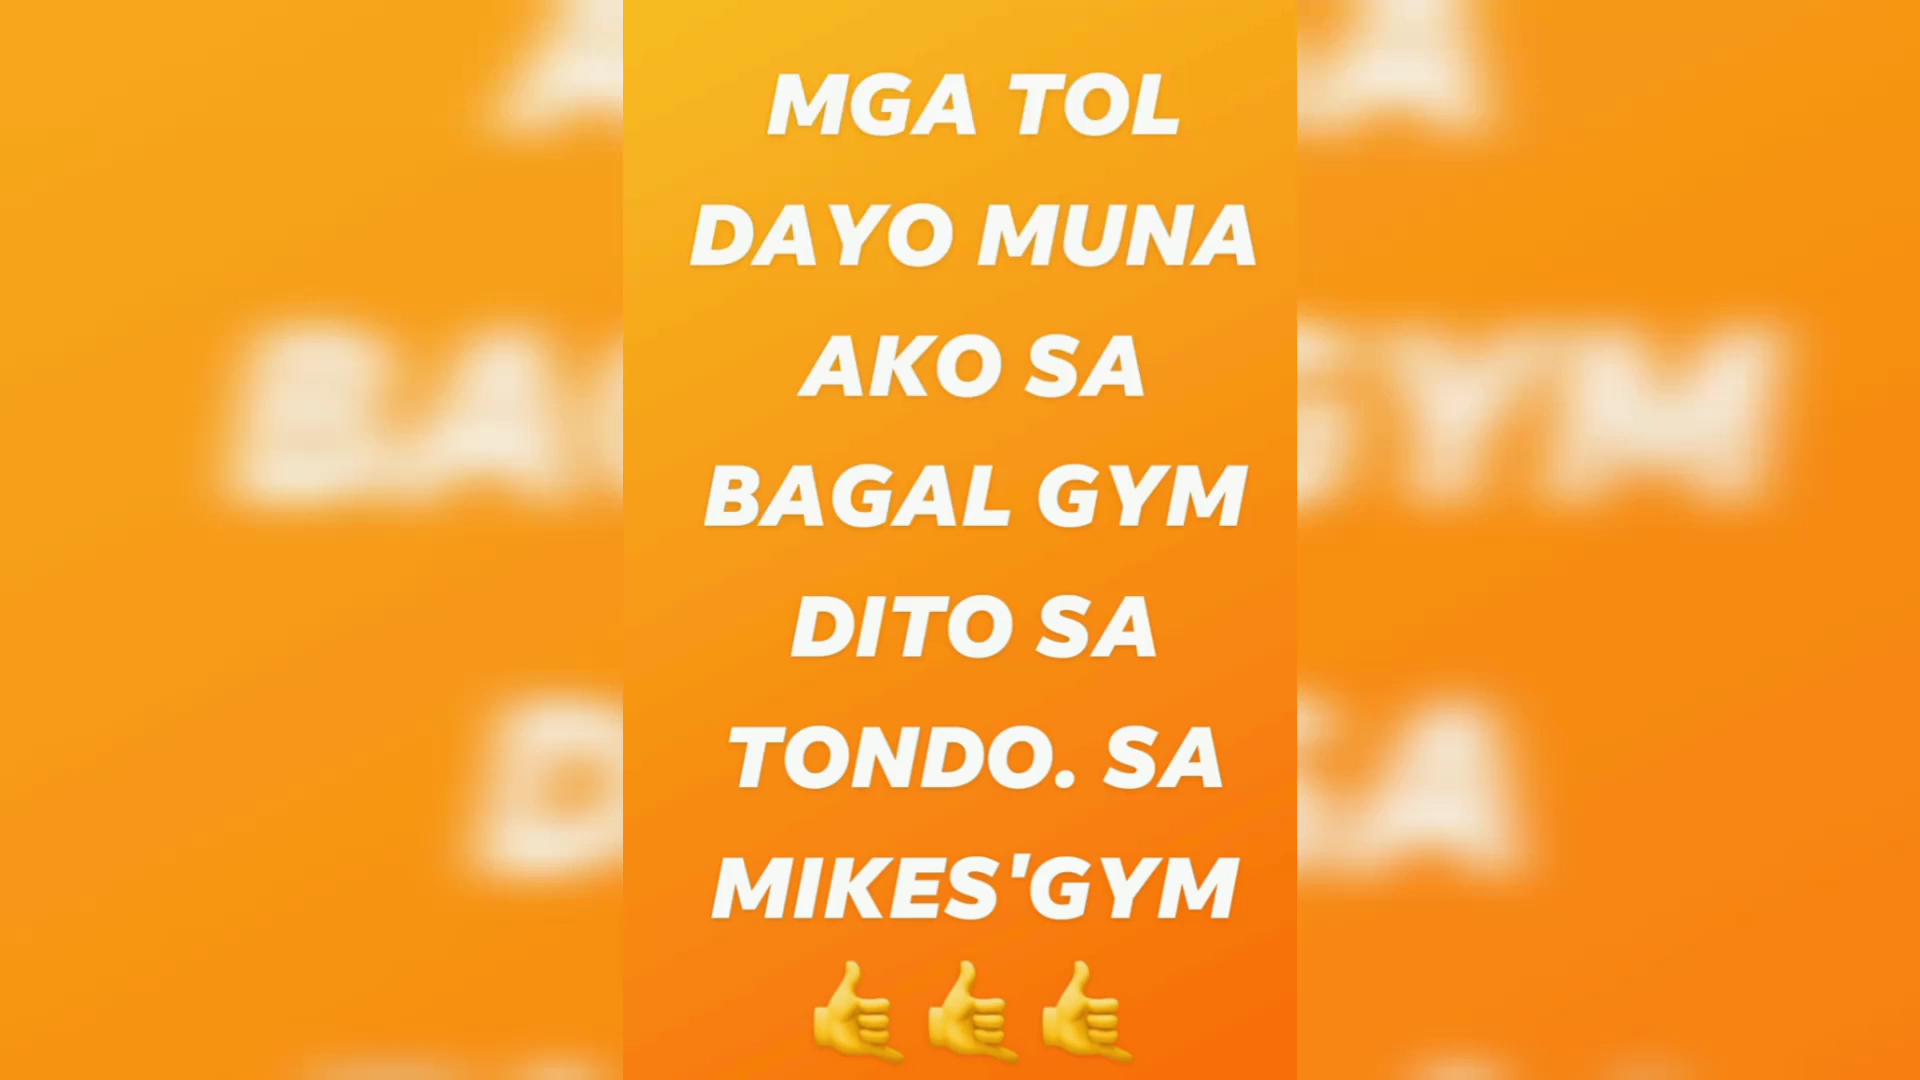 MGA TOL
DAYO MUNA
AKO SA
BAGAL GYM
DITO SA
TONDO. SA
MIKES'GYM
🤙🤙🤙